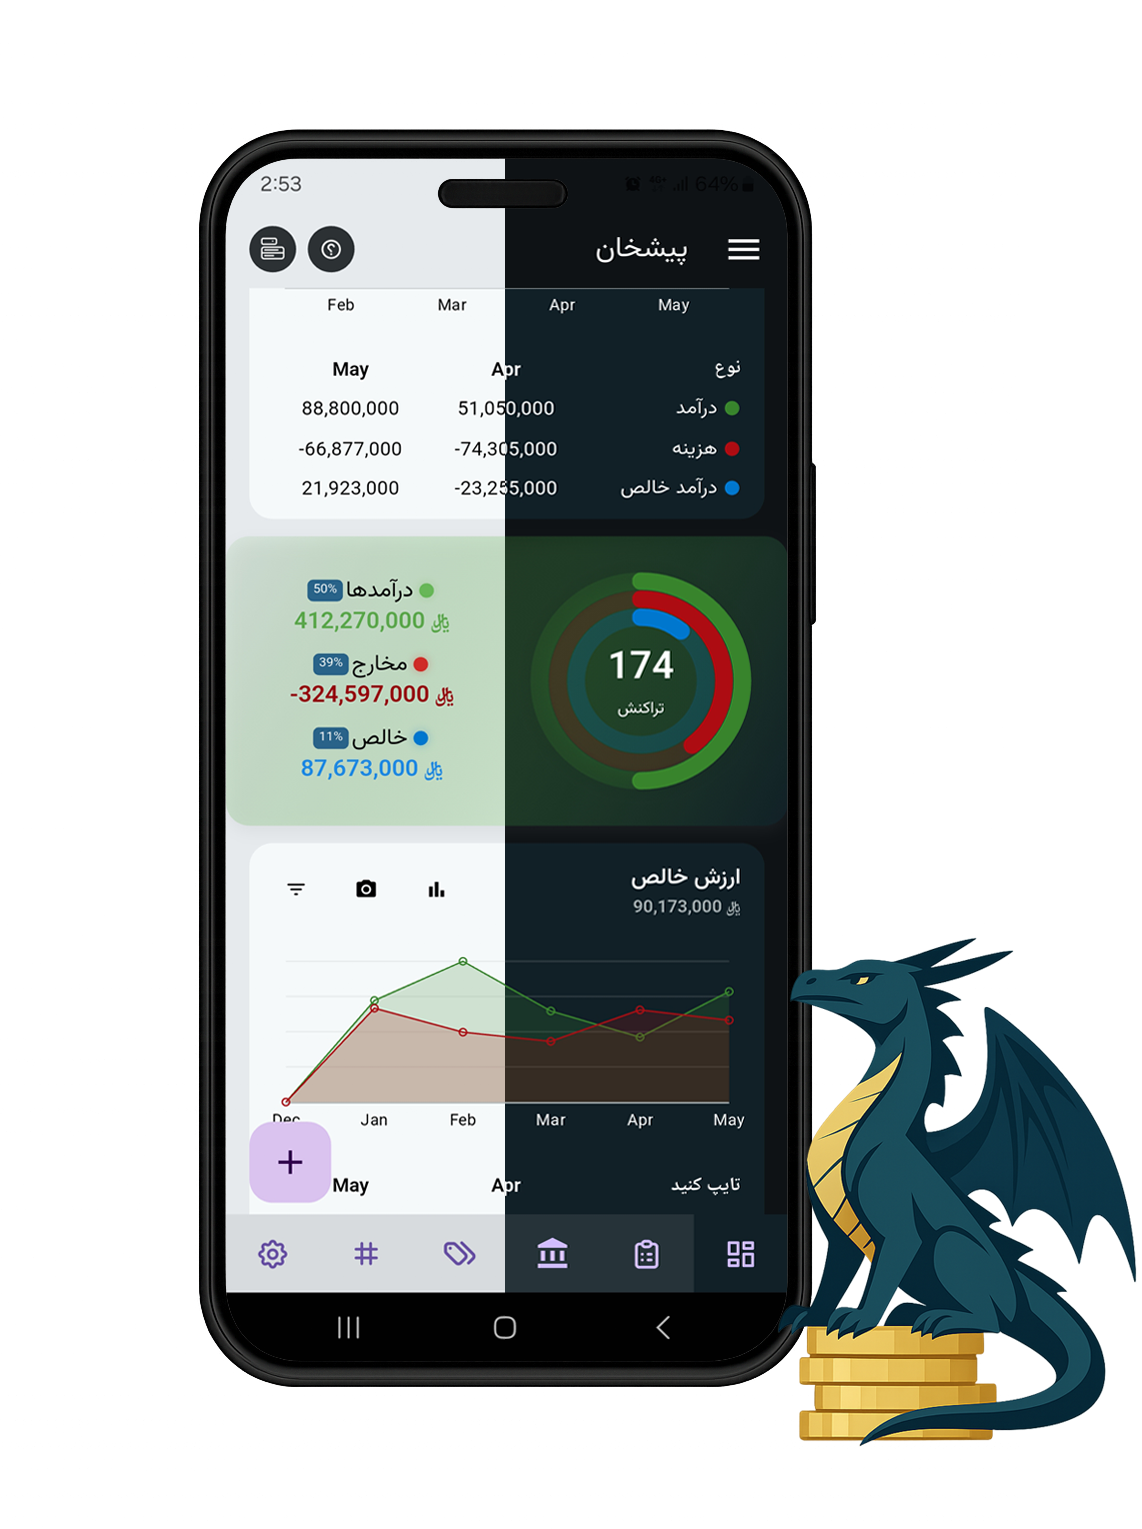 2:53 64%
پیشخان
Feb Mar Apr May
نوع Apr May
درآمد 51,050,000 88,800,000
هزینه -74,305,000 -66,877,000
درآمد خالص -23,255,000 21,923,000
درآمدها 50%
412,270,000 ﷼
مخارج 39%
-324,597,000 ﷼
خالص 11%
87,673,000 ﷼
174
تراکنش
ارزش خالص
90,173,000 ﷼
Dec Jan Feb Mar Apr May
تایپ کنید Apr May